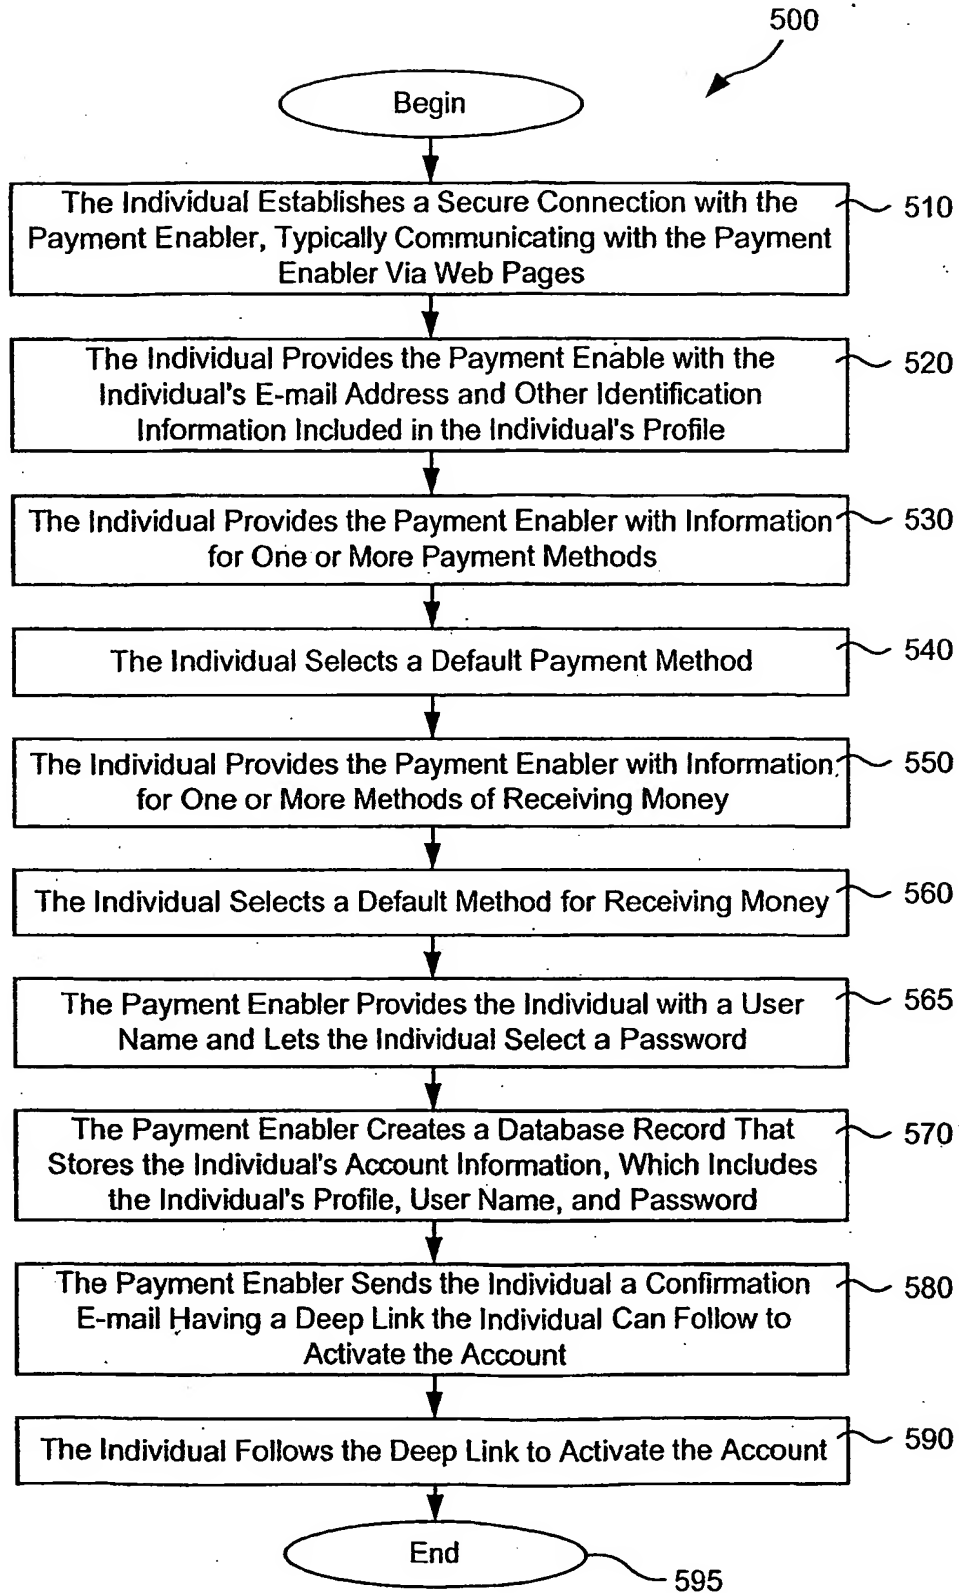 500
Begin
The Individual Establishes a Secure Connection with the
Payment Enabler, Typically Communicating with the Payment
Enabler Via Web Pages
510
The Individual Provides the Payment Enable with the
Individual's E-mail Address and Other Identification
Information Included in the Individual's Profile
520
The Individual Provides the Payment Enabler with Information
for One or More Payment Methods
530
The Individual Selects a Default Payment Method
540
The Individual Provides the Payment Enabler with Information
for One or More Methods of Receiving Money
550
The Individual Selects a Default Method for Receiving Money
560
The Payment Enabler Provides the Individual with a User
Name and Lets the Individual Select a Password
565
The Payment Enabler Creates a Database Record That
Stores the Individual's Account Information, Which Includes
the Individual's Profile, User Name, and Password
570
The Payment Enabler Sends the Individual a Confirmation
E-mail Having a Deep Link the Individual Can Follow to
Activate the Account
580
The Individual Follows the Deep Link to Activate the Account
590
End
595